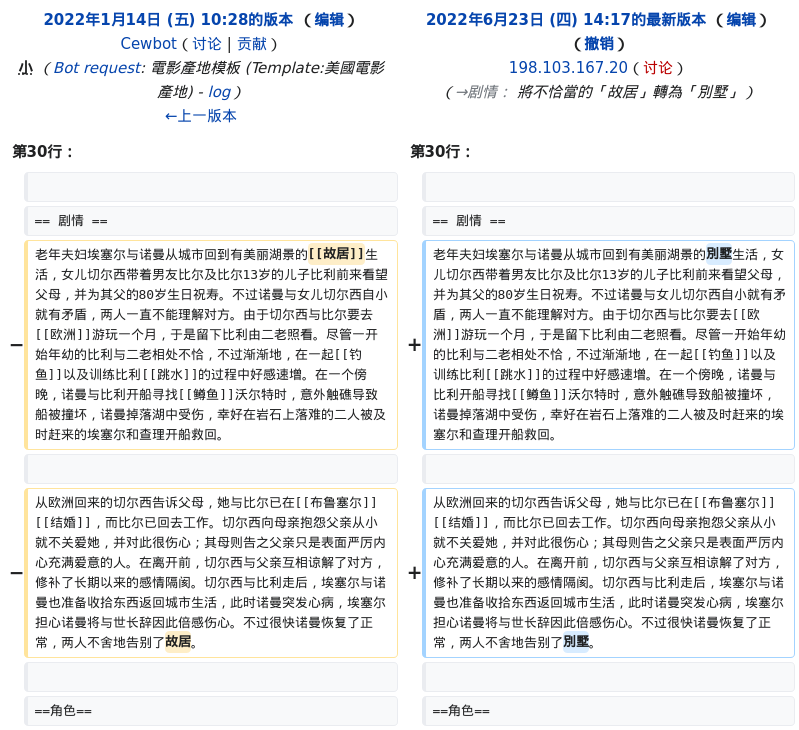 2022年1月14日 (五) 10:28的版本 （编辑）
Cewbot（讨论 | 贡献）
小 （Bot request: 電影產地模板 (Template:美國電影
產地) - log）
←上一版本
第30行：
== 剧情 ==
老年夫妇埃塞尔与诺曼从城市回到有美丽湖景的[[故居]]生
活，女儿切尔西带着男友比尔及比尔13岁的儿子比利前来看望
父母，并为其父的80岁生日祝寿。不过诺曼与女儿切尔西自小
就有矛盾，两人一直不能理解对方。由于切尔西与比尔要去
[[欧洲]]游玩一个月，于是留下比利由二老照看。尽管一开
始年幼的比利与二老相处不恰，不过渐渐地，在一起[[钓
鱼]]以及训练比利[[跳水]]的过程中好感速增。在一个傍
晚，诺曼与比利开船寻找[[鳟鱼]]沃尔特时，意外触礁导致
船被撞坏，诺曼掉落湖中受伤，幸好在岩石上落难的二人被及
时赶来的埃塞尔和查理开船救回。
从欧洲回来的切尔西告诉父母，她与比尔已在[[布鲁塞尔]]
[[结婚]]，而比尔已回去工作。切尔西向母亲抱怨父亲从小
就不关爱她，并对此很伤心；其母则告之父亲只是表面严厉内
心充满爱意的人。在离开前，切尔西与父亲互相谅解了对方，
修补了长期以来的感情隔阂。切尔西与比利走后，埃塞尔与诺
曼也准备收拾东西返回城市生活，此时诺曼突发心病，埃塞尔
担心诺曼将与世长辞因此倍感伤心。不过很快诺曼恢复了正
常，两人不舍地告别了故居。
==角色==
2022年6月23日 (四) 14:17的最新版本 （编辑）
（撤销）
198.103.167.20（讨论）
（→剧情： 將不恰當的「故居」轉為「別墅」）
第30行：
== 剧情 ==
老年夫妇埃塞尔与诺曼从城市回到有美丽湖景的別墅生活，女
儿切尔西带着男友比尔及比尔13岁的儿子比利前来看望父母，
并为其父的80岁生日祝寿。不过诺曼与女儿切尔西自小就有矛
盾，两人一直不能理解对方。由于切尔西与比尔要去[[欧
洲]]游玩一个月，于是留下比利由二老照看。尽管一开始年幼
的比利与二老相处不恰，不过渐渐地，在一起[[钓鱼]]以及
训练比利[[跳水]]的过程中好感速增。在一个傍晚，诺曼与
比利开船寻找[[鳟鱼]]沃尔特时，意外触礁导致船被撞坏，
诺曼掉落湖中受伤，幸好在岩石上落难的二人被及时赶来的埃
塞尔和查理开船救回。
从欧洲回来的切尔西告诉父母，她与比尔已在[[布鲁塞尔]]
[[结婚]]，而比尔已回去工作。切尔西向母亲抱怨父亲从小
就不关爱她，并对此很伤心；其母则告之父亲只是表面严厉内
心充满爱意的人。在离开前，切尔西与父亲互相谅解了对方，
修补了长期以来的感情隔阂。切尔西与比利走后，埃塞尔与诺
曼也准备收拾东西返回城市生活，此时诺曼突发心病，埃塞尔
担心诺曼将与世长辞因此倍感伤心。不过很快诺曼恢复了正
常，两人不舍地告别了別墅。
==角色==